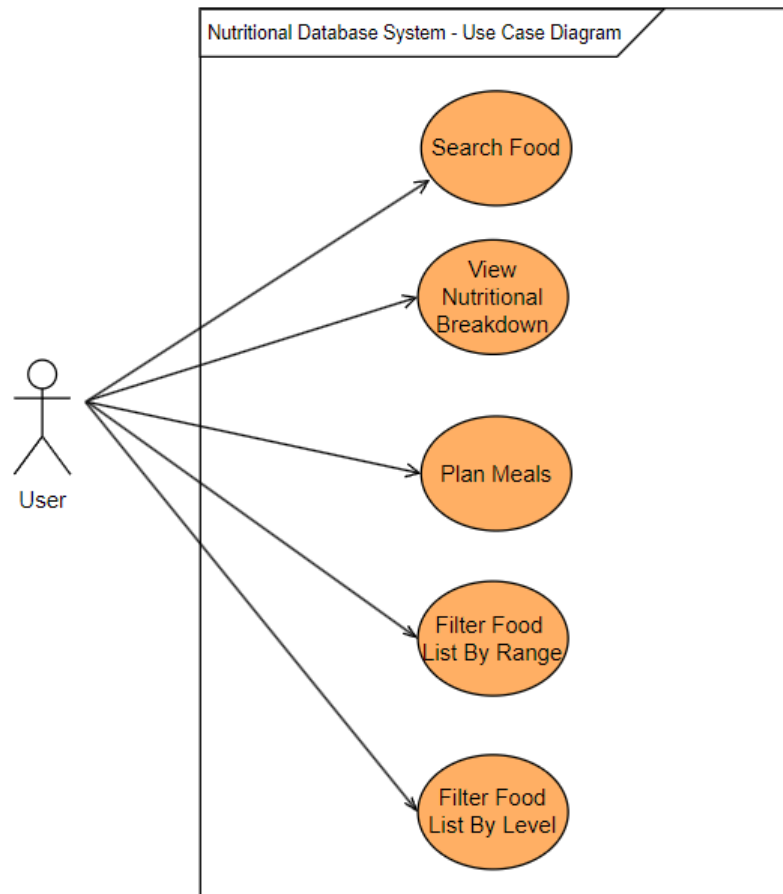 Nutritional Database System - Use Case Diagram
Search Food
View
Nutritional
Breakdown
Plan Meals
User
Filter Food
List By Range
Filter Food
List By Level